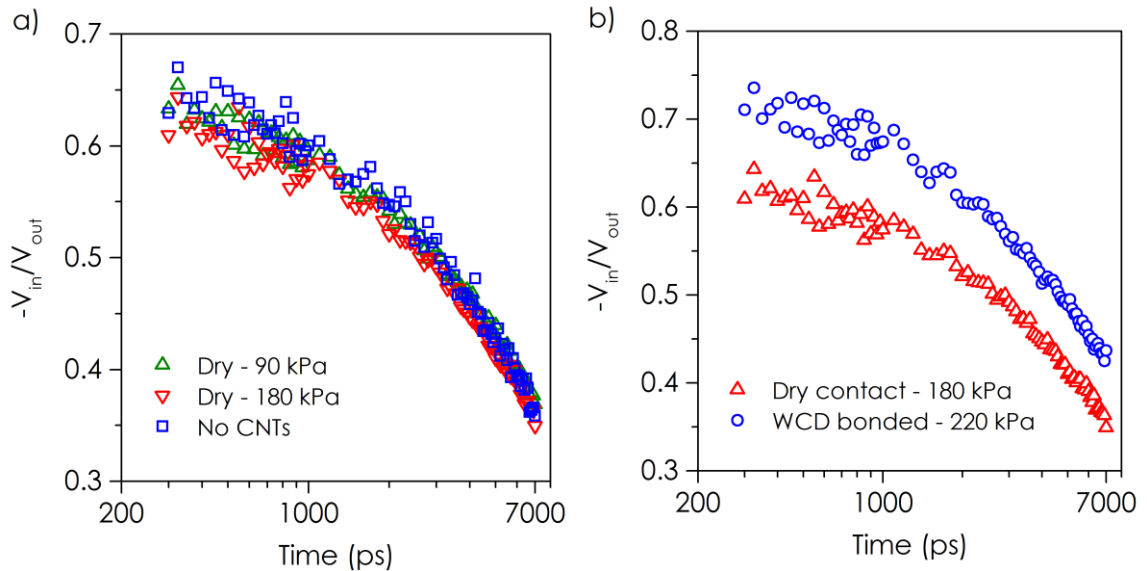 a)
0.7
0.6
0.5
0.4
0.3
-V_in/V_out
Dry - 90 kPa
Dry - 180 kPa
No CNTs
200
1000
7000
Time (ps)
b)
0.8
0.7
0.6
0.5
0.4
0.3
-V_in/V_out
Dry contact - 180 kPa
WCD bonded - 220 kPa
200
1000
7000
Time (ps)